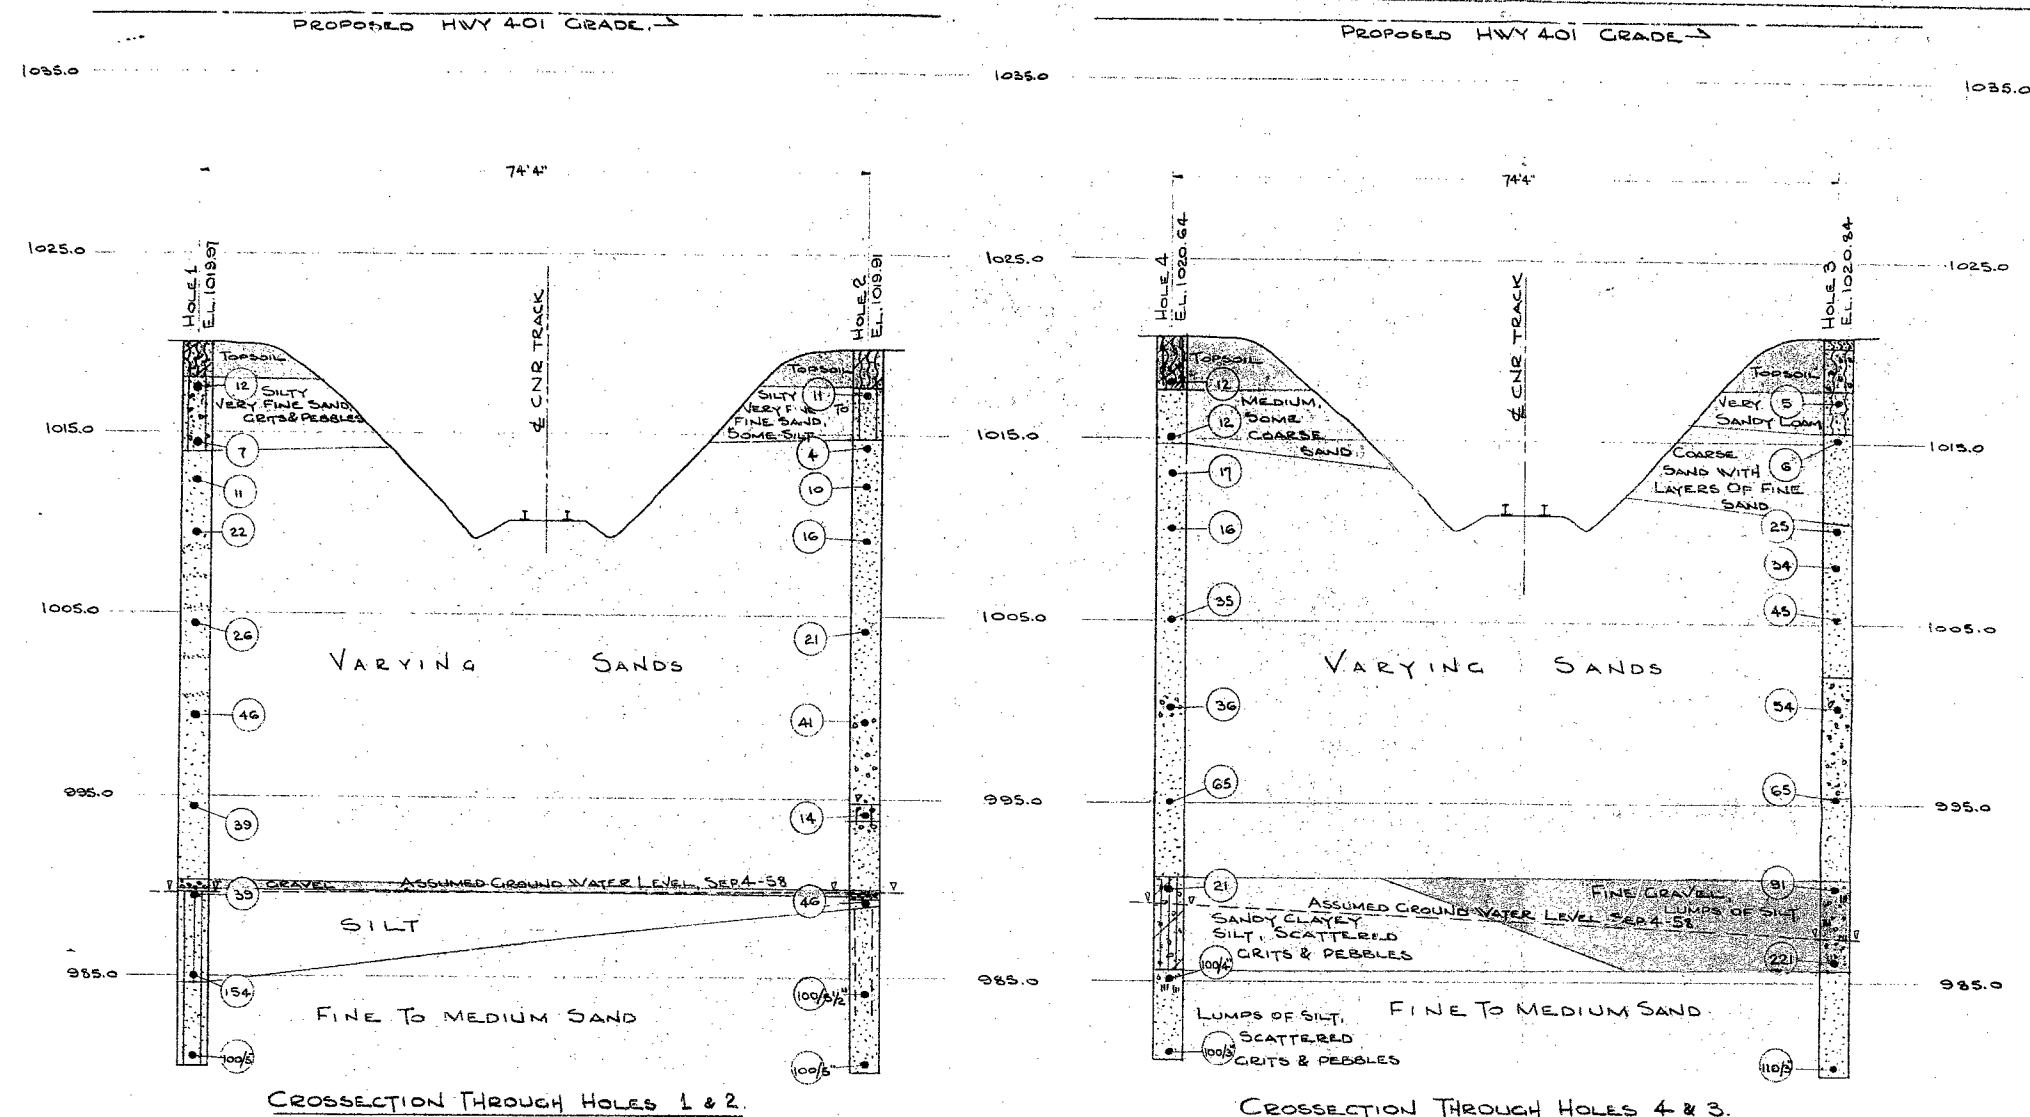 PROPOSED HWY 401 GRADE.
1035.0
74'4"
1025.0
HOLE 1
EL. 1019.97
℄ CNR TRACK
HOLE 2
EL. 1019.91
TOPSOIL
TOPSOIL
12
SILTY
VERY FINE SAND,
GRITS & PEBBLES
SILTY
VERY FINE TO
FINE SAND,
SOME SILT
11
1015.0
7
4
11
10
22
16
1005.0
26
21
VARYING SANDS
46
41
995.0
39
14
GRAVEL
ASSUMED GROUND WATER LEVEL, SEP. 4-58
39
46
SILT
985.0
154
100/5½"
FINE TO MEDIUM SAND
100/5"
100/5"
CROSSECTION THROUGH HOLES 1 & 2.
PROPOSED HWY 401 GRADE
1035.0
1035.0
74'4"
1025.0
1025.0
HOLE 4
EL. 1020.64
℄ CNR TRACK
HOLE 3
EL. 1020.84
TOPSOIL
TOPSOIL
12
MEDIUM,
SOME
COARSE
SAND
VERY
SANDY LOAM
5
1015.0
1015.0
12
6
COARSE
SAND WITH
LAYERS OF FINE
SAND
17
25
16
34
1005.0
1005.0
35
45
VARYING SANDS
36
54
995.0
995.0
65
65
21
91
FINE GRAVEL,
LUMPS OF SILT
ASSUMED GROUND WATER LEVEL SEP. 4-58
SANDY CLAYEY
SILT, SCATTERED
GRITS & PEBBLES
100/4"
221
985.0
985.0
LUMPS OF SILT,
SCATTERED
GRITS & PEBBLES
FINE TO MEDIUM SAND
100/3"
110/3"
CROSSECTION THROUGH HOLES 4 & 3.